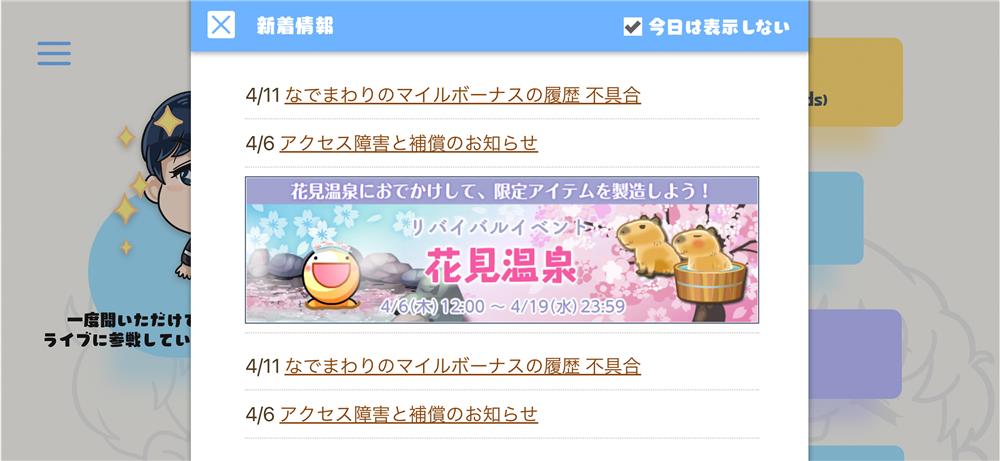 新着情報
今日は表示しない
4/11 なでまわりのマイルボーナスの履歴 不具合
4/6 アクセス障害と補償のお知らせ
花見温泉におでかけして、限定アイテムを製造しよう!
リバイバルイベント
花見温泉
4/6(木)12:00 ~ 4/19(水)23:59
4/11 なでまわりのマイルボーナスの履歴 不具合
4/6 アクセス障害と補償のお知らせ
一度聞いただけで
ライブに参戦してい
ds)